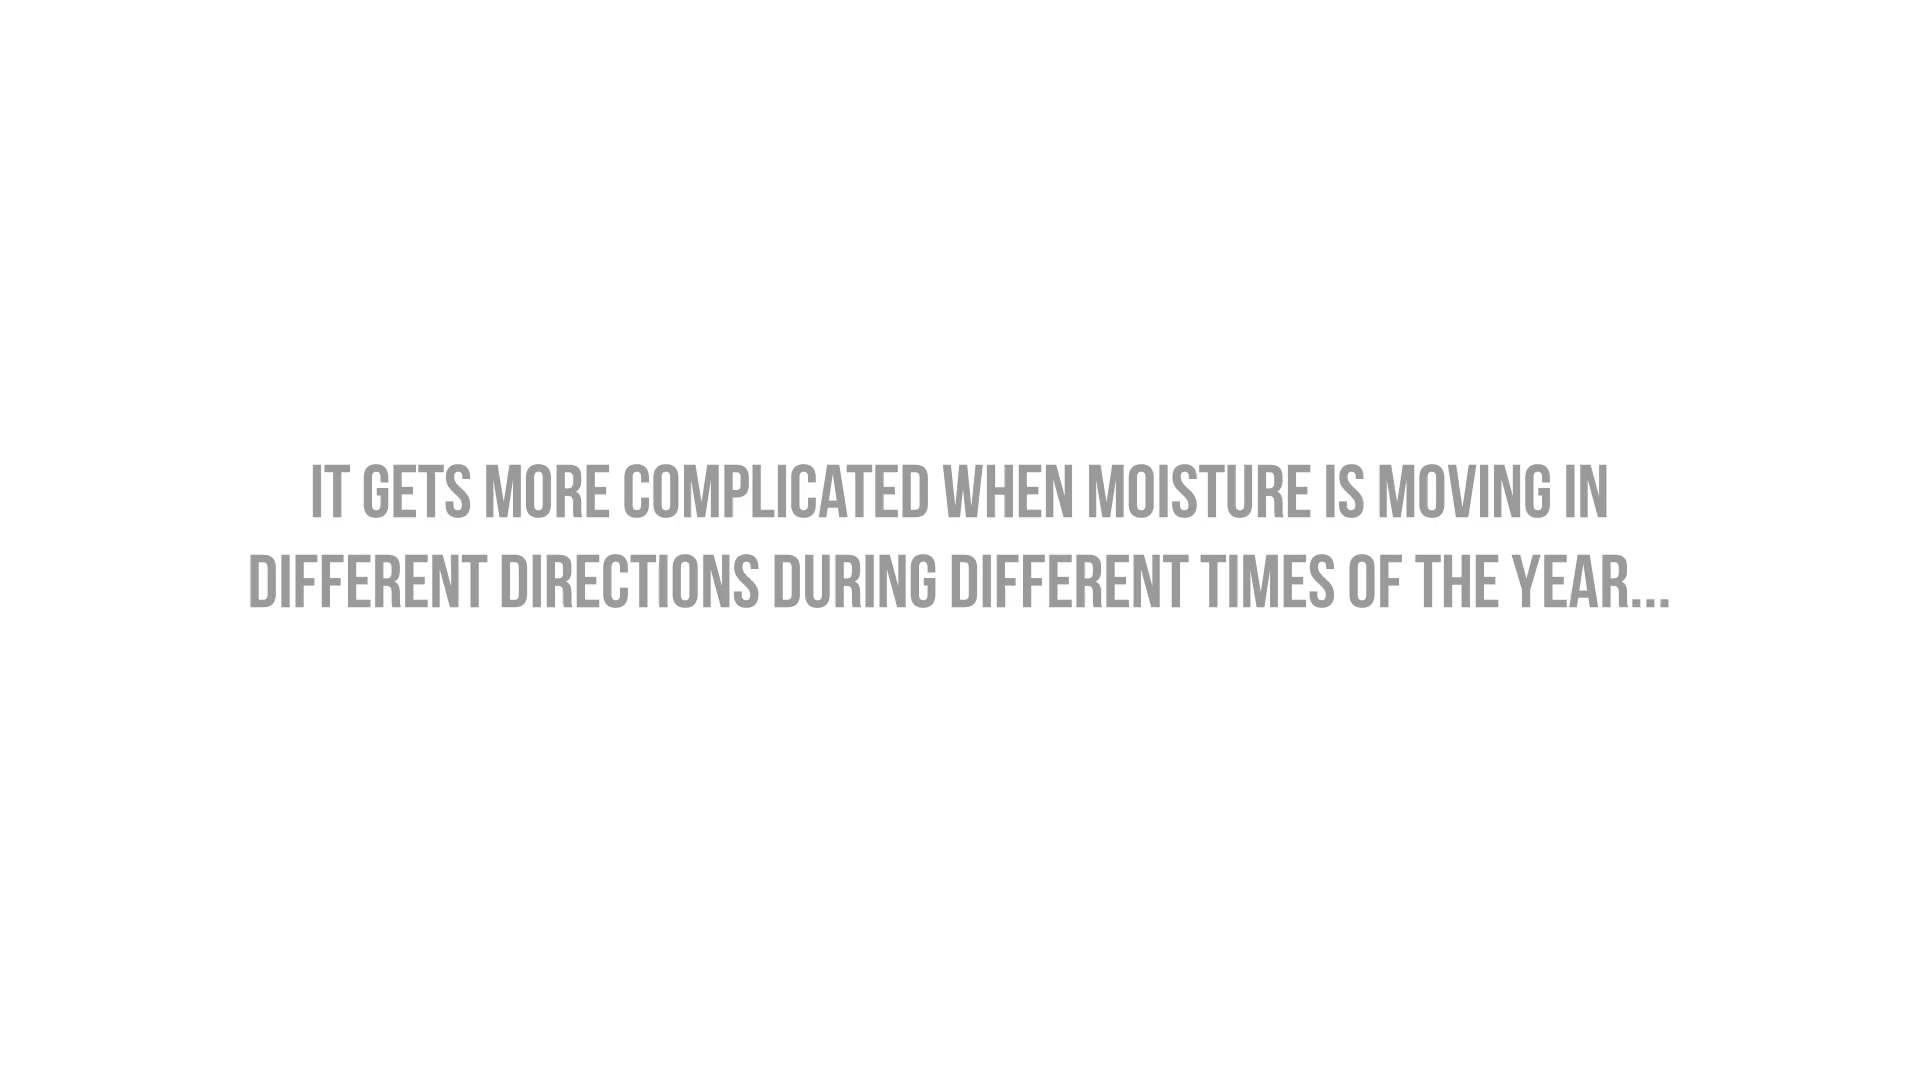 IT GETS MORE COMPLICATED WHEN MOISTURE IS MOVING IN
DIFFERENT DIRECTIONS DURING DIFFERENT TIMES OF THE YEAR...